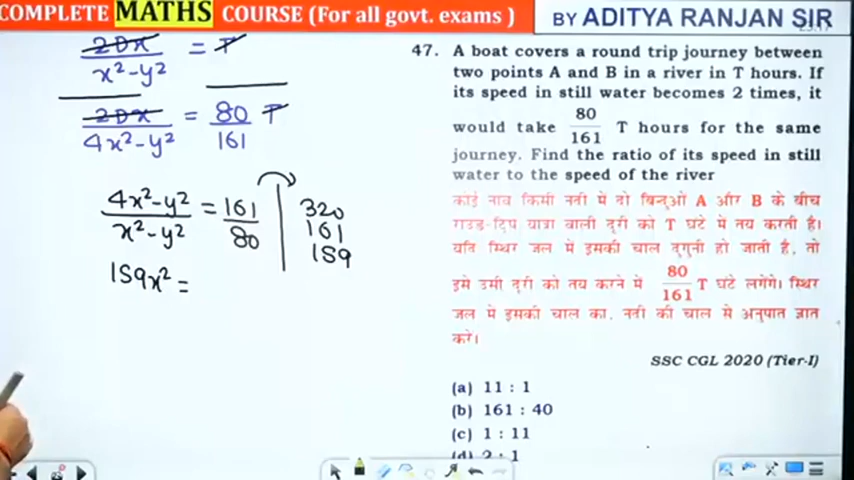 COMPLETE MATHS COURSE (For all govt. exams)
BY ADITYA RANJAN SIR
2Dx / x²-y² = T
2Dx / 4x²-y² = 80/161 T
4x²-y² / x²-y² = 161/80
320
161
159
159x² =
47. A boat covers a round trip journey between
two points A and B in a river in T hours. If
its speed in still water becomes 2 times, it
would take 80/161 T hours for the same
journey. Find the ratio of its speed in still
water to the speed of the river
कोई नाव किसी नदी में दो बिन्दुओं A और B के बीच
राउंड-ट्रिप यात्रा वाली दूरी को T घंटे में तय करती है।
यदि स्थिर जल में इसकी चाल दुगुनी हो जाती है, तो
इसे उसी दूरी को तय करने में 80/161 T घंटे लगेंगे। स्थिर
जल में इसकी चाल का, नदी की चाल से अनुपात ज्ञात
करें।
SSC CGL 2020 (Tier-I)
(a) 11 : 1
(b) 161 : 40
(c) 1 : 11
(d) 2 : 1